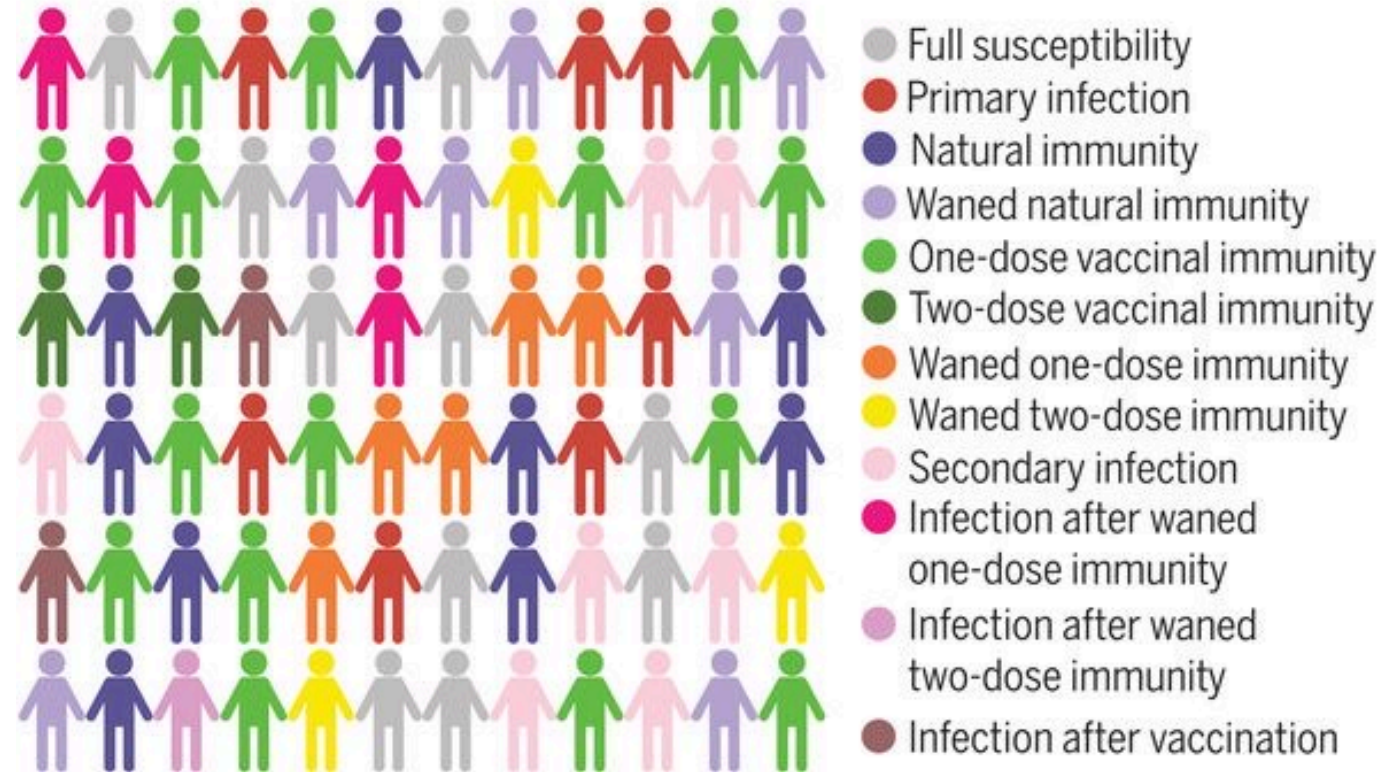 Full susceptibility
Primary infection
Natural immunity
Waned natural immunity
One-dose vaccinal immunity
Two-dose vaccinal immunity
Waned one-dose immunity
Waned two-dose immunity
Secondary infection
Infection after waned
one-dose immunity
Infection after waned
two-dose immunity
Infection after vaccination